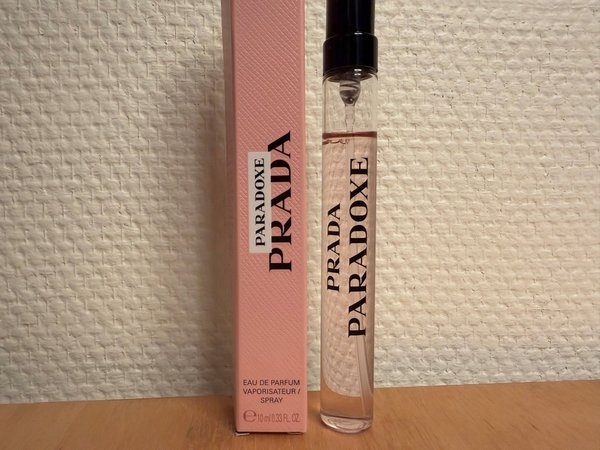 PARADOXE
PRADA
EAU DE PARFUM
VAPORISATEUR /
SPRAY
℮ 10 ml/0.33 FL. OZ.
PRADA
PARADOXE